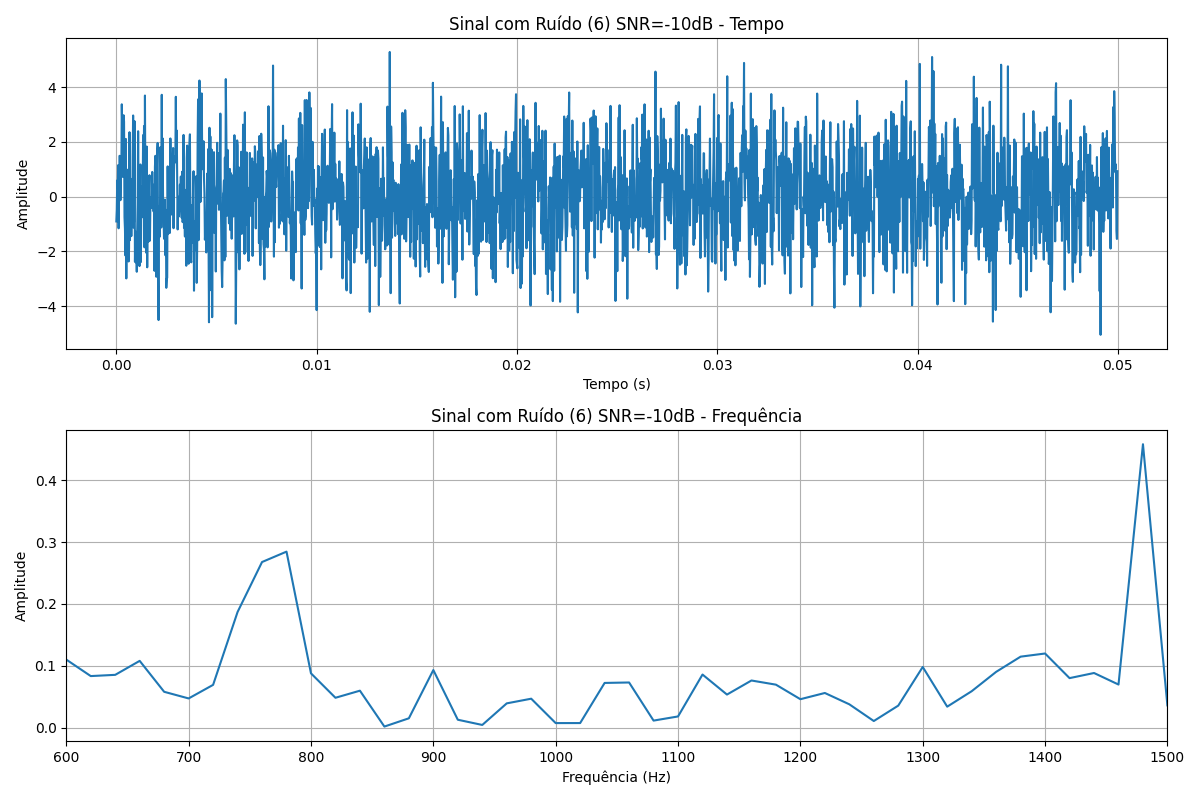 Sinal com Ruído (6) SNR=-10dB - Tempo
Amplitude
4
2
0
−2
−4
0.00 0.01 0.02 0.03 0.04 0.05
Tempo (s)
Sinal com Ruído (6) SNR=-10dB - Frequência
Amplitude
0.4
0.3
0.2
0.1
0.0
600 700 800 900 1000 1100 1200 1300 1400 1500
Frequência (Hz)